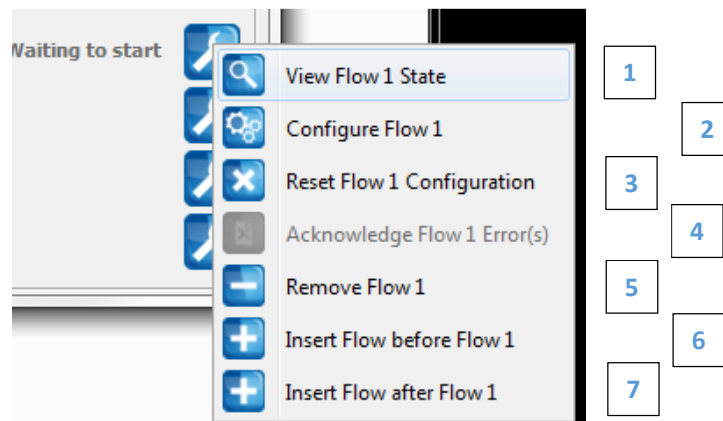 Waiting to start
View Flow 1 State
1
Configure Flow 1
2
Reset Flow 1 Configuration
3
Acknowledge Flow 1 Error(s)
4
Remove Flow 1
5
Insert Flow before Flow 1
6
Insert Flow after Flow 1
7